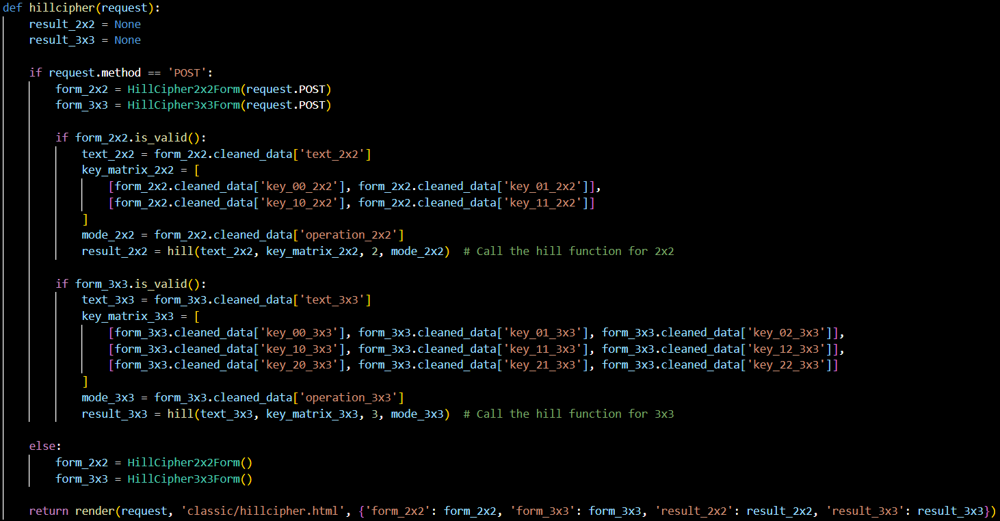 def hillcipher(request):
    result_2x2 = None
    result_3x3 = None

    if request.method == 'POST':
        form_2x2 = HillCipher2x2Form(request.POST)
        form_3x3 = HillCipher3x3Form(request.POST)

        if form_2x2.is_valid():
            text_2x2 = form_2x2.cleaned_data['text_2x2']
            key_matrix_2x2 = [
                [form_2x2.cleaned_data['key_00_2x2'], form_2x2.cleaned_data['key_01_2x2']],
                [form_2x2.cleaned_data['key_10_2x2'], form_2x2.cleaned_data['key_11_2x2']]
            ]
            mode_2x2 = form_2x2.cleaned_data['operation_2x2']
            result_2x2 = hill(text_2x2, key_matrix_2x2, 2, mode_2x2)  # Call the hill function for 2x2

        if form_3x3.is_valid():
            text_3x3 = form_3x3.cleaned_data['text_3x3']
            key_matrix_3x3 = [
                [form_3x3.cleaned_data['key_00_3x3'], form_3x3.cleaned_data['key_01_3x3'], form_3x3.cleaned_data['key_02_3x3']],
                [form_3x3.cleaned_data['key_10_3x3'], form_3x3.cleaned_data['key_11_3x3'], form_3x3.cleaned_data['key_12_3x3']],
                [form_3x3.cleaned_data['key_20_3x3'], form_3x3.cleaned_data['key_21_3x3'], form_3x3.cleaned_data['key_22_3x3']]
            ]
            mode_3x3 = form_3x3.cleaned_data['operation_3x3']
            result_3x3 = hill(text_3x3, key_matrix_3x3, 3, mode_3x3)  # Call the hill function for 3x3

    else:
        form_2x2 = HillCipher2x2Form()
        form_3x3 = HillCipher3x3Form()

    return render(request, 'classic/hillcipher.html', {'form_2x2': form_2x2, 'form_3x3': form_3x3, 'result_2x2': result_2x2, 'result_3x3': result_3x3})